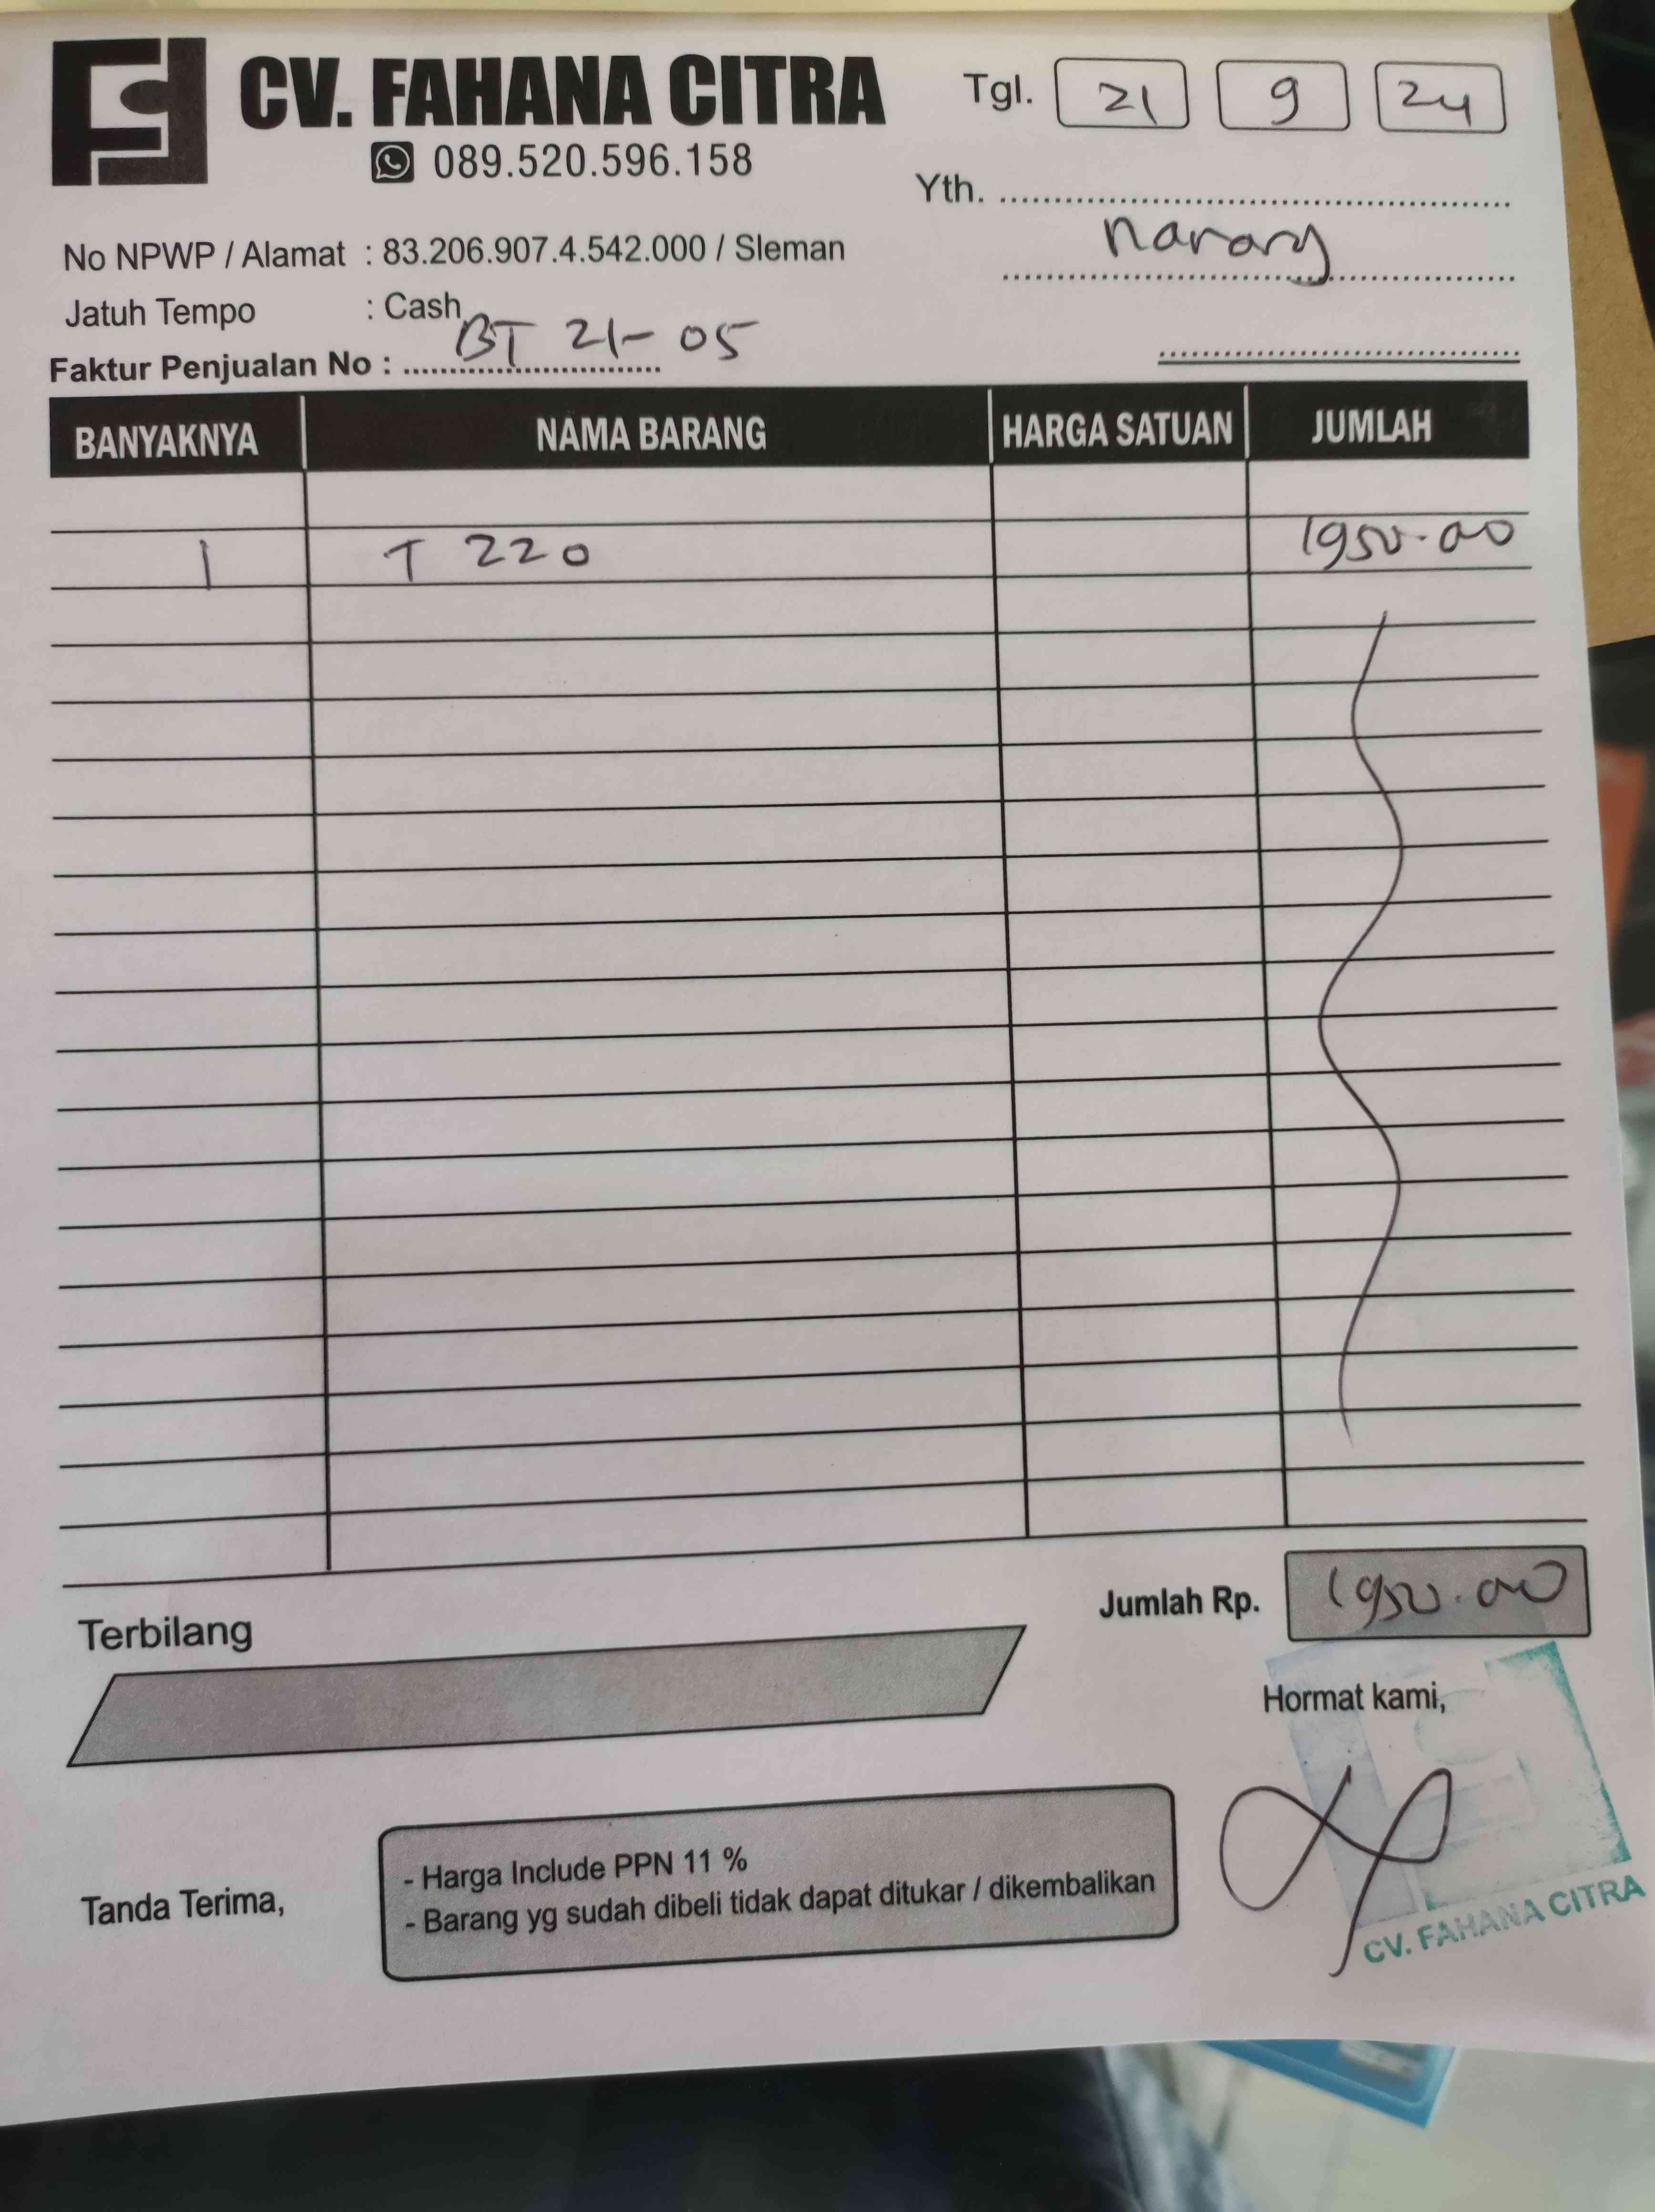 CV. FAHANA CITRA
089.520.596.158
Tgl. 21 9 24
Yth.
narang
No NPWP / Alamat : 83.206.907.4.542.000 / Sleman
Jatuh Tempo : Cash
Faktur Penjualan No : BT 21-05
BANYAKNYA NAMA BARANG HARGA SATUAN JUMLAH
1 T 220 1950.00
Jumlah Rp. 1950.00
Terbilang
Hormat kami,
Tanda Terima,
- Harga Include PPN 11 %
- Barang yg sudah dibeli tidak dapat ditukar / dikembalikan
CV. FAHANA CITRA